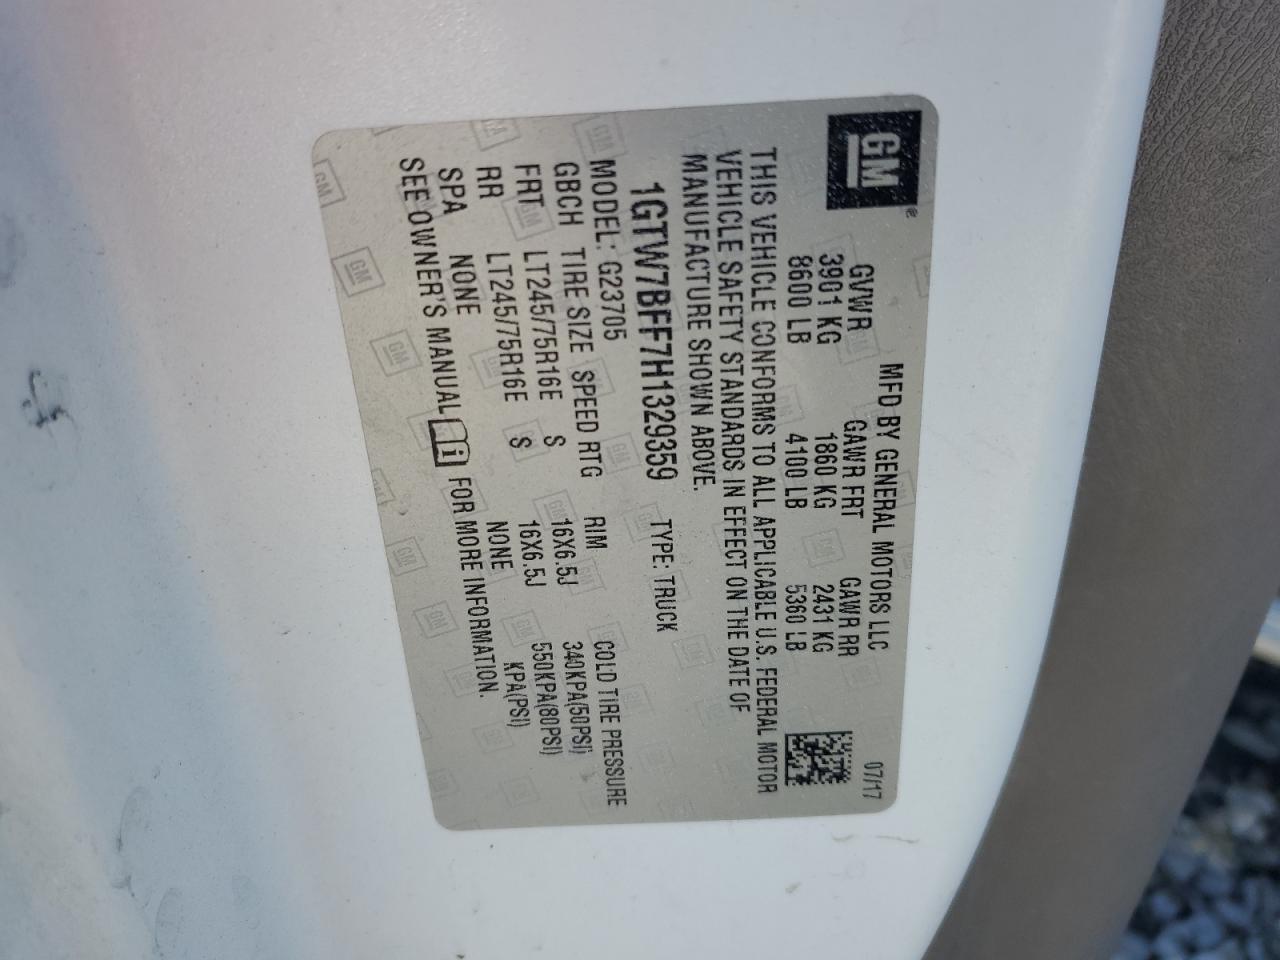 GM®
MFD BY GENERAL MOTORS LLC 07/17
GVWR GAWR FRT GAWR RR
3901 KG 1860 KG 2431 KG
8600 LB 4100 LB 5360 LB
THIS VEHICLE CONFORMS TO ALL APPLICABLE U.S. FEDERAL MOTOR
VEHICLE SAFETY STANDARDS IN EFFECT ON THE DATE OF
MANUFACTURE SHOWN ABOVE.
1GTW7BFF7H1329359 TYPE: TRUCK
MODEL: G23705
GBCH TIRE SIZE SPEED RTG RIM COLD TIRE PRESSURE
FRT LT245/75R16E S 16X6.5J 340KPA(50PSI)
RR LT245/75R16E S 16X6.5J 550KPA(80PSI)
SPA NONE NONE KPA(PSI)
SEE OWNER'S MANUAL i FOR MORE INFORMATION.